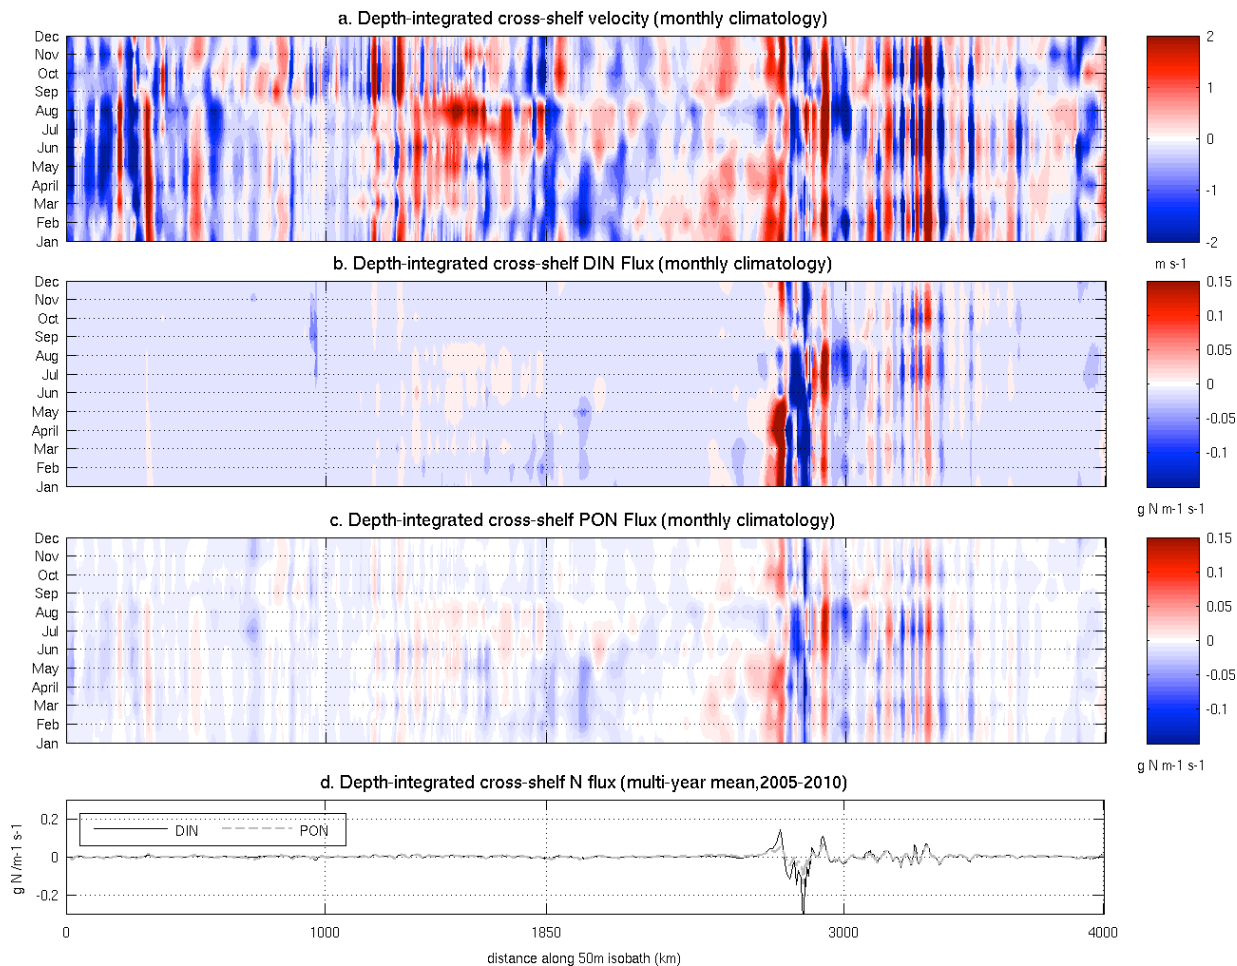 a. Depth-integrated cross-shelf velocity (monthly climatology)
Dec
Nov
Oct
Sep
Aug
Jul
Jun
May
April
Mar
Feb
Jan
2
1
0
-1
-2
m s-1
b. Depth-integrated cross-shelf DIN Flux (monthly climatology)
Dec
Nov
Oct
Sep
Aug
Jul
Jun
May
April
Mar
Feb
Jan
0.15
0.1
0.05
0
-0.05
-0.1
g N m-1 s-1
c. Depth-integrated cross-shelf PON Flux (monthly climatology)
Dec
Nov
Oct
Sep
Aug
Jul
Jun
May
April
Mar
Feb
Jan
0.15
0.1
0.05
0
-0.05
-0.1
g N m-1 s-1
d. Depth-integrated cross-shelf N flux (multi-year mean,2005-2010)
g N /m-1 s-1
0.2
0
-0.2
DIN PON
0 1000 1850 3000 4000
distance along 50m isobath (km)